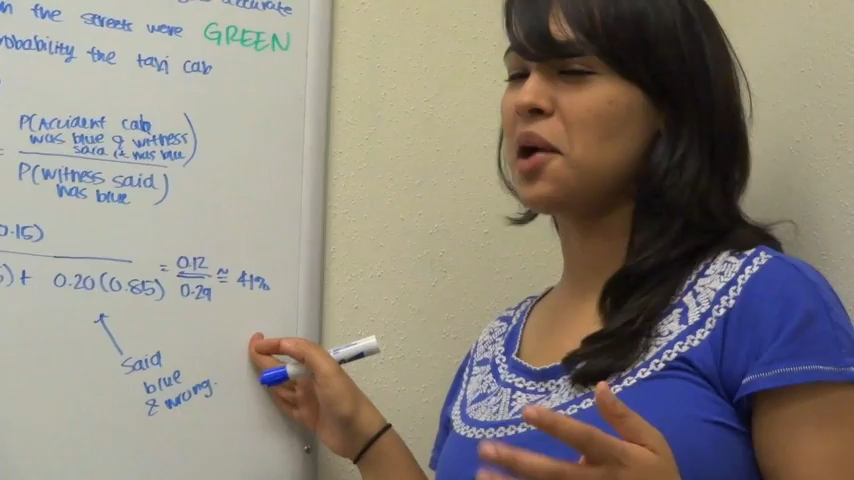 accurate
n the streets were GREEN
robability the taxi cab
P(Accident cab
was blue & witness
said it was blue)
=
P(witness said
was blue)
0.15)
) + 0.20(0.85)
= 0.12
0.29
≅ 41%
said
blue
& wrong.